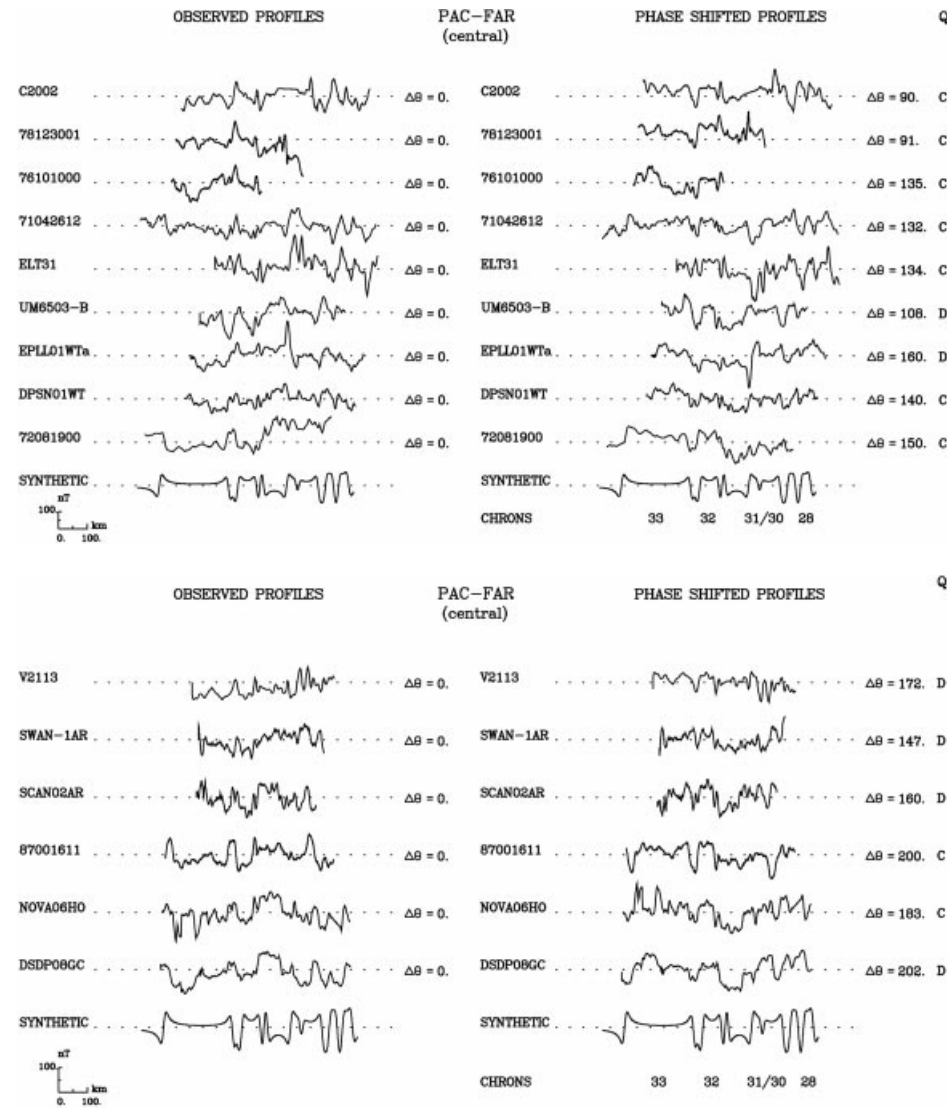 OBSERVED PROFILES PAC-FAR PHASE SHIFTED PROFILES Q
(central)
C2002 Δθ = 0. C2002 Δθ = 90. C
78123001 Δθ = 0. 78123001 Δθ = 91. C
76101000 Δθ = 0. 76101000 Δθ = 135. C
71042612 Δθ = 0. 71042612 Δθ = 132. C
ELT31 Δθ = 0. ELT31 Δθ = 134. C
UM6503-B Δθ = 0. UM6503-B Δθ = 108. D
EPLL01WTa Δθ = 0. EPLL01WTa Δθ = 160. D
DPSN01WT Δθ = 0. DPSN01WT Δθ = 140. C
72081900 Δθ = 0. 72081900 Δθ = 150. C
SYNTHETIC SYNTHETIC
nT
100.
km
0. 100.
CHRONS 33 32 31/30 28
Q
OBSERVED PROFILES PAC-FAR PHASE SHIFTED PROFILES
(central)
V2113 Δθ = 0. V2113 Δθ = 172. D
SWAN-1AR Δθ = 0. SWAN-1AR Δθ = 147. D
SCAN02AR Δθ = 0. SCAN02AR Δθ = 160. D
87001611 Δθ = 0. 87001611 Δθ = 200. C
NOVA06HO Δθ = 0. NOVA06HO Δθ = 183. C
DSDP08GC Δθ = 0. DSDP08GC Δθ = 202. D
SYNTHETIC SYNTHETIC
nT
100.
km
0. 100.
CHRONS 33 32 31/30 28